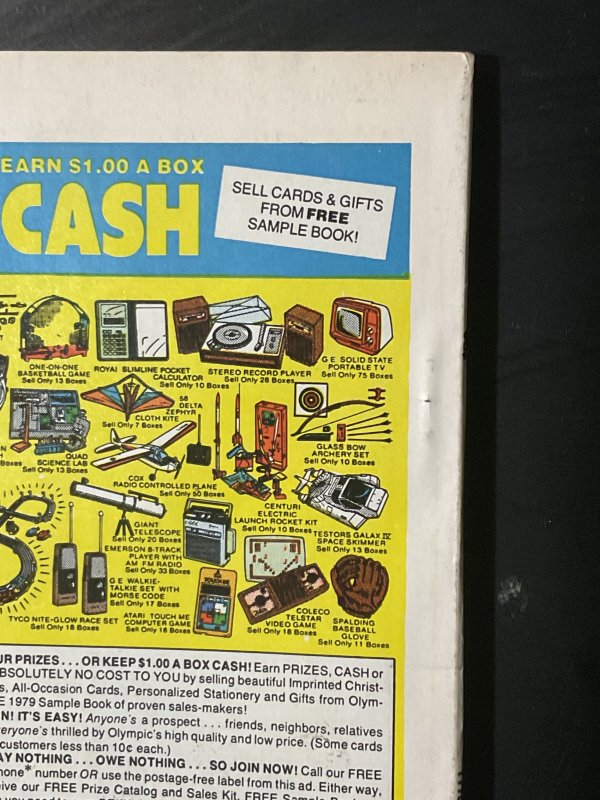 EARN $1.00 A BOX
CASH
SELL CARDS & GIFTS
FROM FREE
SAMPLE BOOK!
ONE-ON-ONE
BASKETBALL GAME
Sell Only 13 Boxes
ROYAL SLIMLINE POCKET
CALCULATOR
Sell Only 10 Boxes
STEREO RECORD PLAYER
Sell Only 28 Boxes
G E SOLID STATE
PORTABLE TV
Sell Only 75 Boxes
58
DELTA
ZEPHYR
CLOTH KITE
Sell Only 7 Boxes
QUAD
SCIENCE LAB
Sell Only 13 Boxes
Boxes
COX
RADIO CONTROLLED PLANE
Sell Only 50 Boxes
GLASS BOW
ARCHERY SET
Sell Only 10 Boxes
CENTURI
ELECTRIC
LAUNCH ROCKET KIT
Sell Only 10 Boxes
TESTORS GALAX IV
SPACE SKIMMER
Sell Only 13 Boxes
GIANT
TELESCOPE
Sell Only 20 Boxes
EMERSON 8-TRACK
PLAYER WITH
AM FM RADIO
Sell Only 33 Boxes
G E WALKIE-
TALKIE SET WITH
MORSE CODE
Sell Only 17 Boxes
TOUCH ME
TYCO NITE-GLOW RACE SET
Sell Only 16 Boxes
ATARI TOUCH ME
COMPUTER GAME
Sell Only 16 Boxes
COLECO
TELSTAR
VIDEO GAME
Sell Only 18 Boxes
SPALDING
BASEBALL
GLOVE
Sell Only 11 Boxes
UR PRIZES . . . OR KEEP $1.00 A BOX CASH! Earn PRIZES, CASH or
BSOLUTELY NO COST TO YOU by selling beautiful Imprinted Christ-
s, All-Occasion Cards, Personalized Stationery and Gifts from Olym-
E 1979 Sample Book of proven sales-makers!
N! IT'S EASY! Anyone's a prospect . . . friends, neighbors, relatives
eryone's thrilled by Olympic's high quality and low price. (Some cards
customers less than 10¢ each.)
AY NOTHING . . . OWE NOTHING . . . SO JOIN NOW! Call our FREE
hone* number OR use the postage-free label from this ad. Either way,
ive our FREE Prize Catalog and Sales Kit, FREE Sample